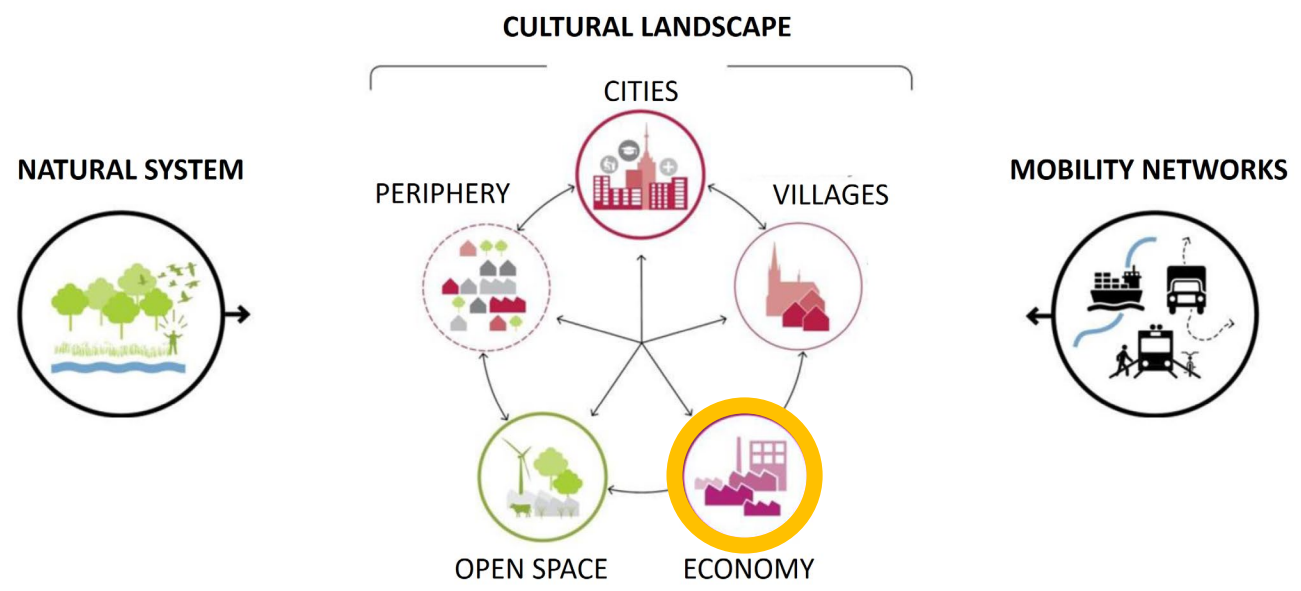 CULTURAL LANDSCAPE
CITIES
NATURAL SYSTEM
MOBILITY NETWORKS
PERIPHERY
VILLAGES
OPEN SPACE
ECONOMY